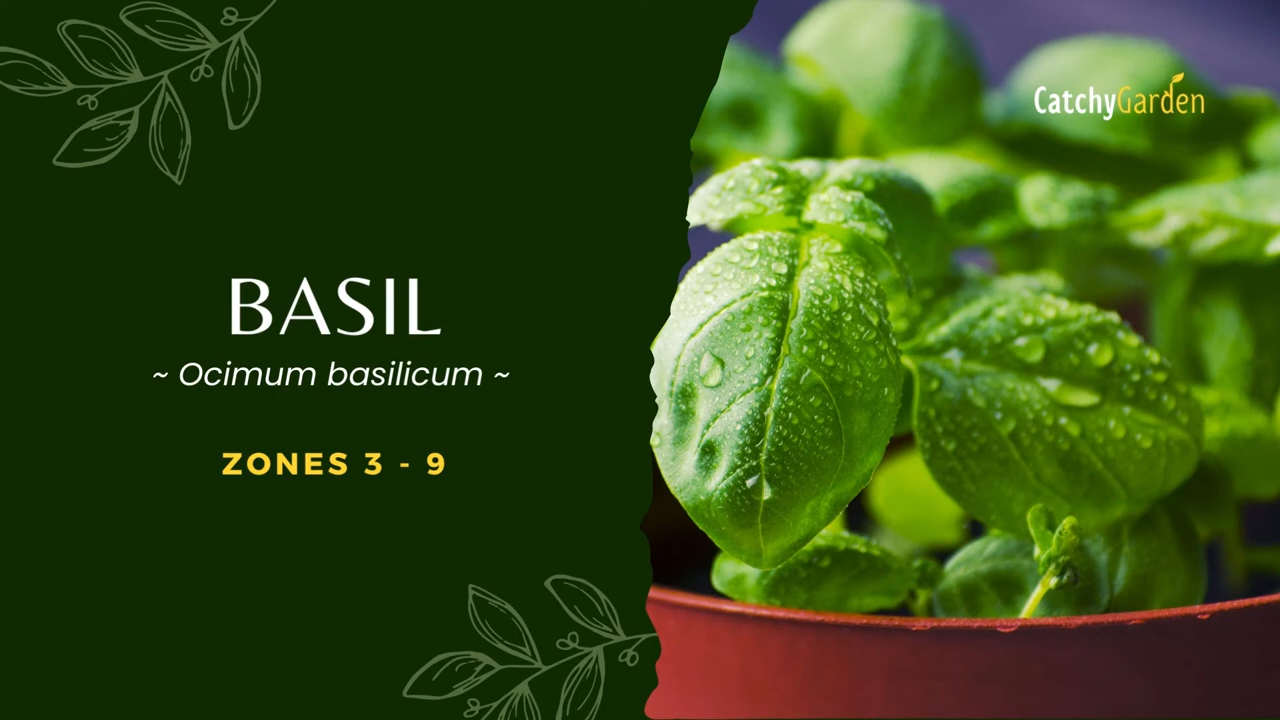 BASIL
~ Ocimum basilicum ~
ZONES 3 - 9
CatchyGarden